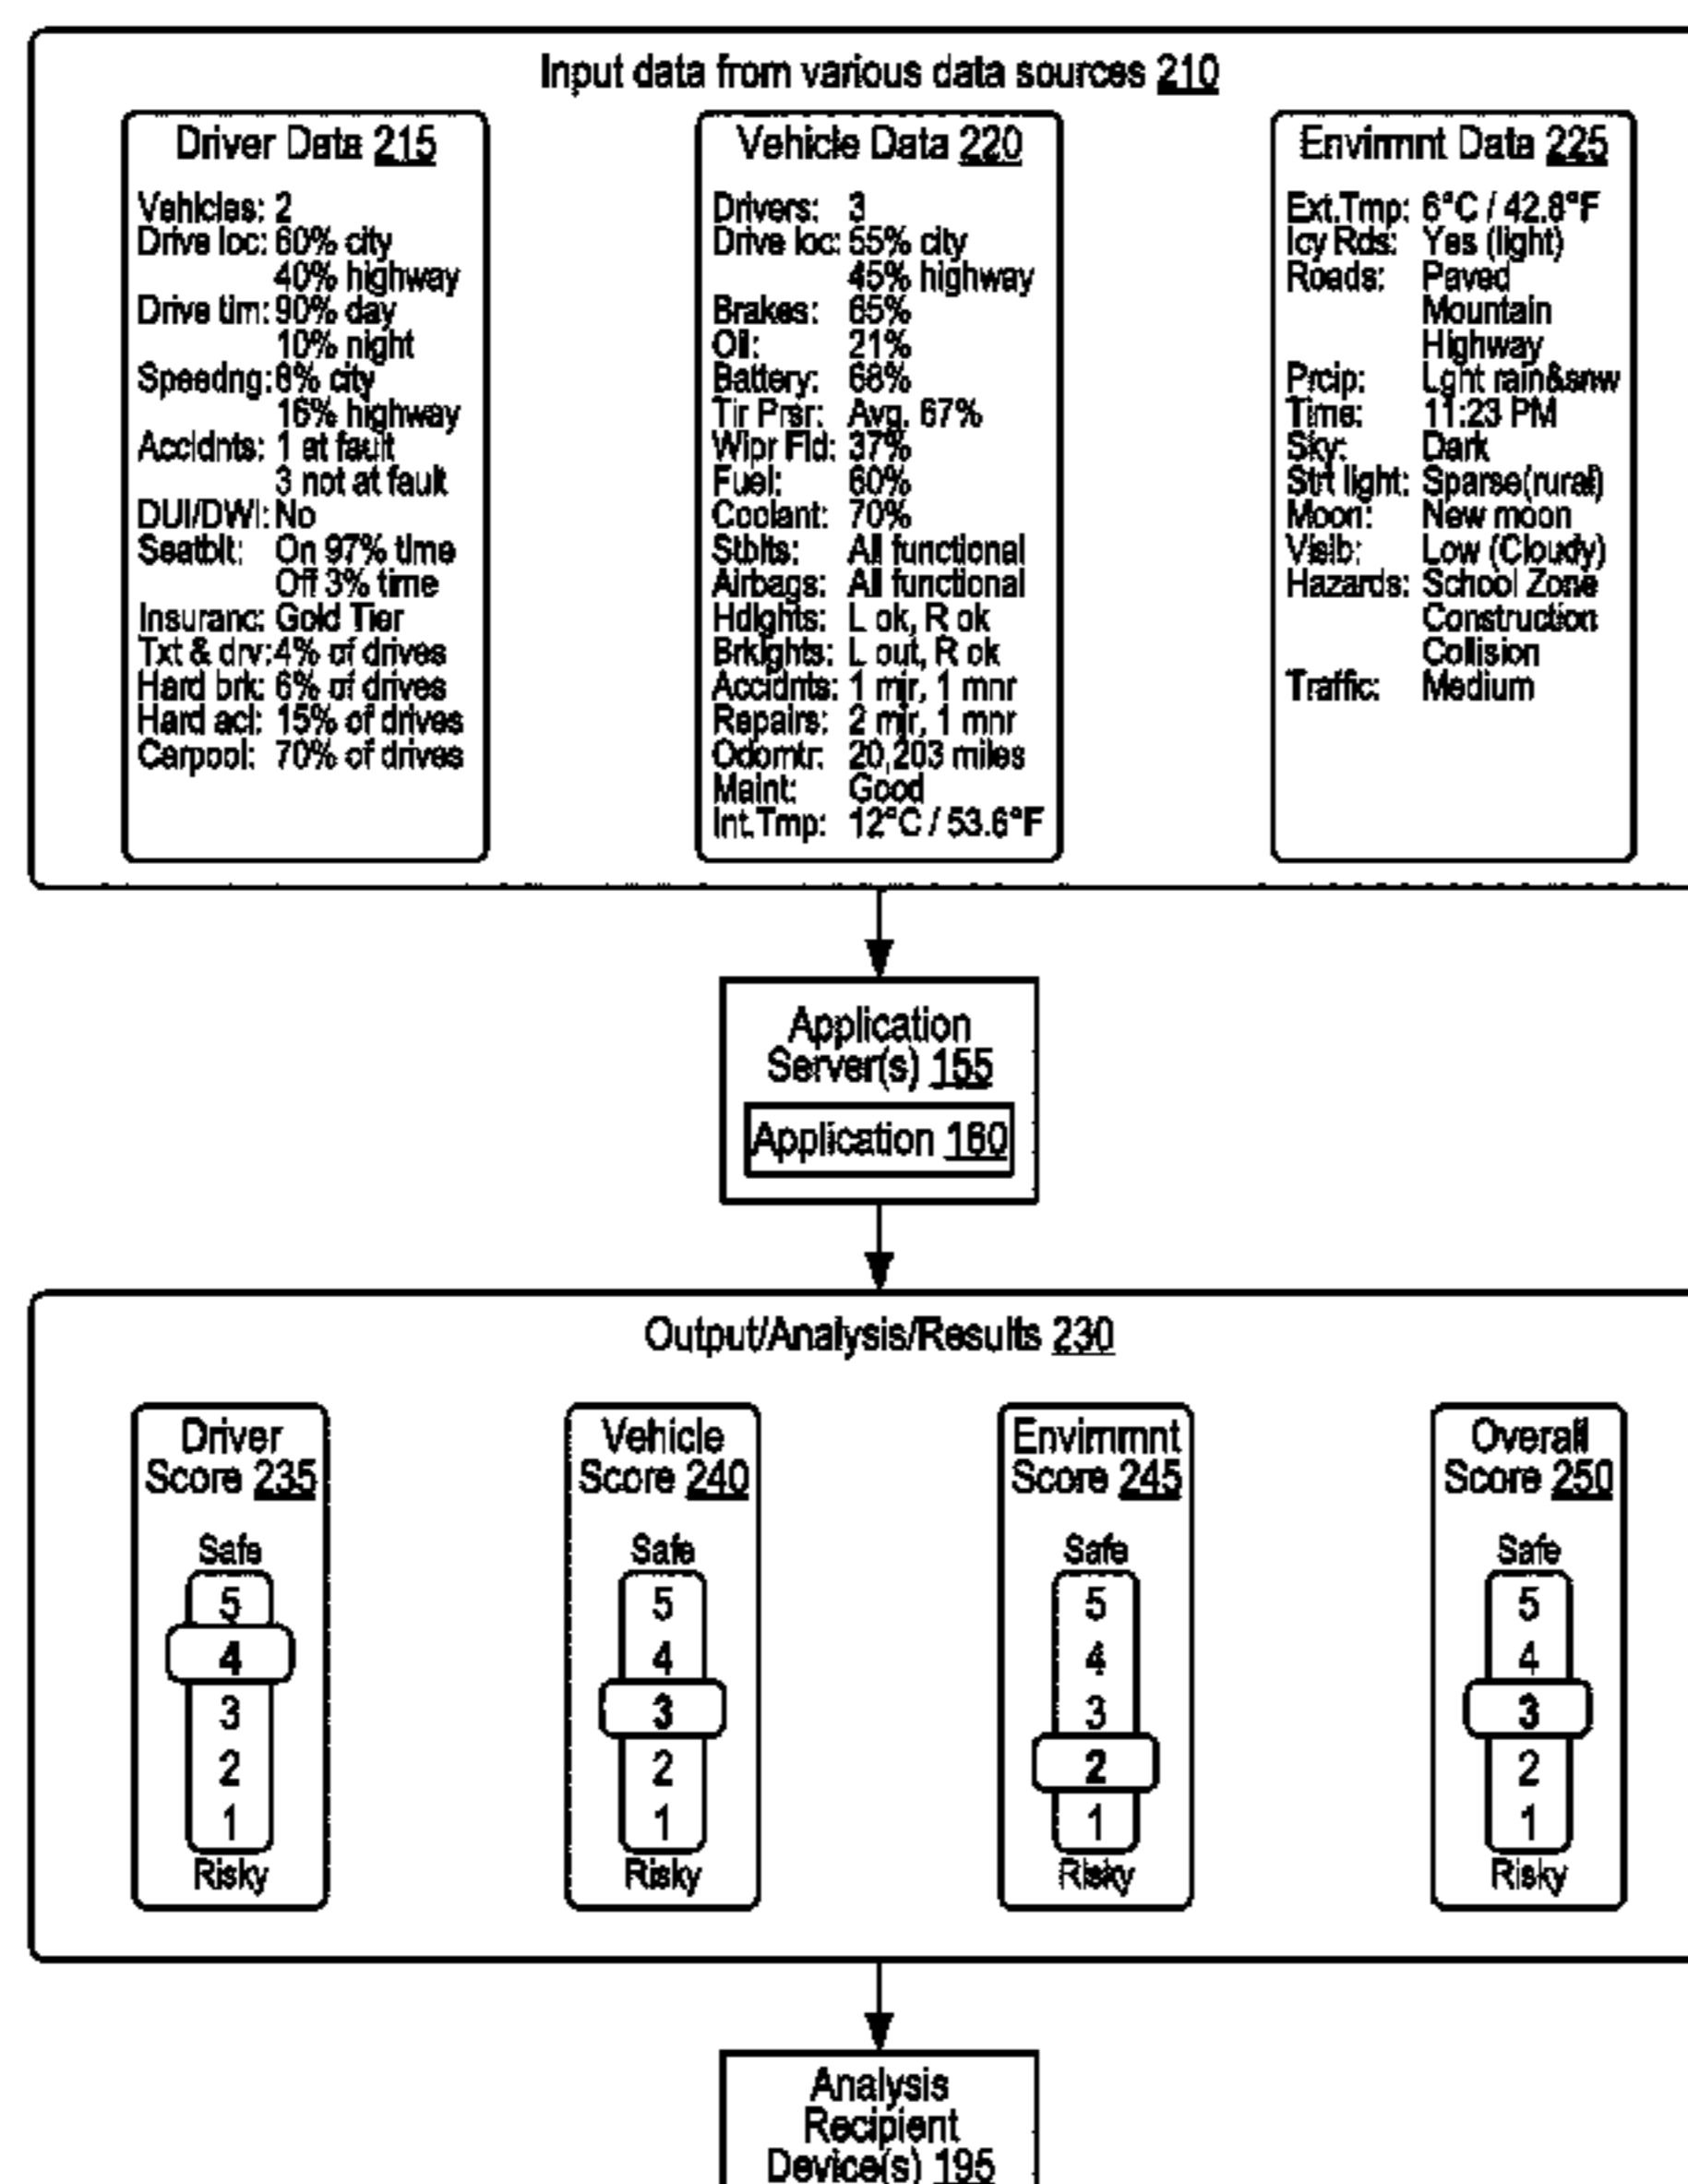 Input data from various data sources 210
Driver Data 215
Vehicles: 2
Drive loc: 60% city
40% highway
Drive tim: 90% day
10% night
Speedng: 8% city
16% highway
Accidnts: 1 at fault
3 not at fault
DUI/DWI: No
Seatblt: On 97% time
Off 3% time
Insuranc: Gold Tier
Txt & drv: 4% of drives
Hard brk: 6% of drives
Hard acl: 15% of drives
Carpool: 70% of drives
Vehicle Data 220
Drivers: 3
Drive loc: 55% city
45% highway
Brakes: 65%
Oil: 21%
Battery: 68%
Tir Prsr: Avg. 67%
Wipr Fld: 37%
Fuel: 60%
Coolant: 70%
Stblts: All functional
Airbags: All functional
Hdlghts: L ok, R ok
Brklghts: L out, R ok
Accidnts: 1 mjr, 1 mnr
Repairs: 2 mjr, 1 mnr
Odomtr: 20,203 miles
Maint: Good
Int.Tmp: 12°C / 53.6°F
Envirmnt Data 225
Ext.Tmp: 6°C / 42.8°F
Icy Rds: Yes (light)
Roads: Paved
Mountain
Highway
Prcip: Lght rain&snw
Time: 11:23 PM
Sky: Dark
Strt light: Sparse(rural)
Moon: New moon
Visib: Low (Cloudy)
Hazards: School Zone
Construction
Collision
Traffic: Medium
Application
Server(s) 155
Application 160
Output/Analysis/Results 230
Driver
Score 235
Safe
5
4
3
2
1
Risky
Vehicle
Score 240
Safe
5
4
3
2
1
Risky
Envirmnt
Score 245
Safe
5
4
3
2
1
Risky
Overall
Score 250
Safe
5
4
3
2
1
Risky
Analysis
Recipient
Device(s) 195